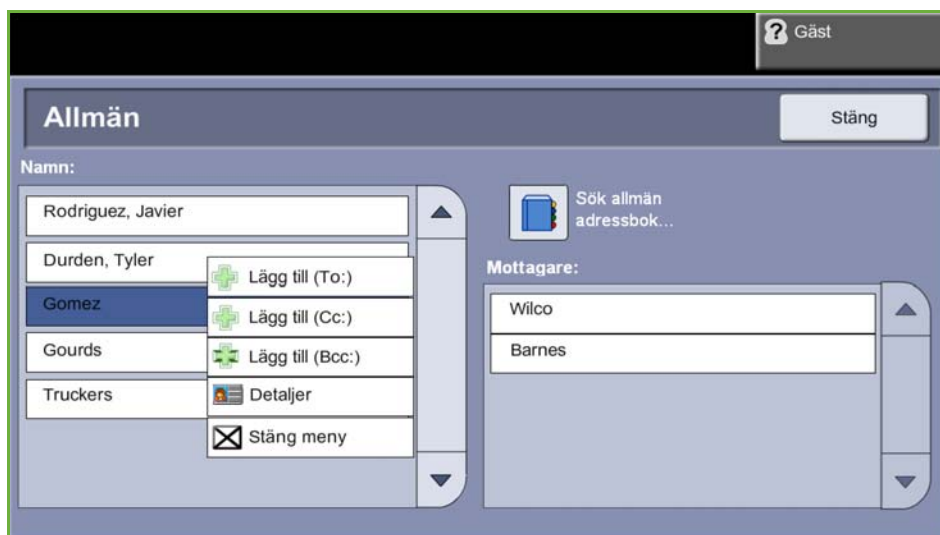 Gäst
Allmän
Stäng
Namn:
Rodriguez, Javier
Durden, Tyler
Gomez
Gourds
Truckers
Lägg till (To:)
Lägg till (Cc:)
Lägg till (Bcc:)
Detaljer
Stäng meny
Sök allmän
adressbok...
Mottagare:
Wilco
Barnes